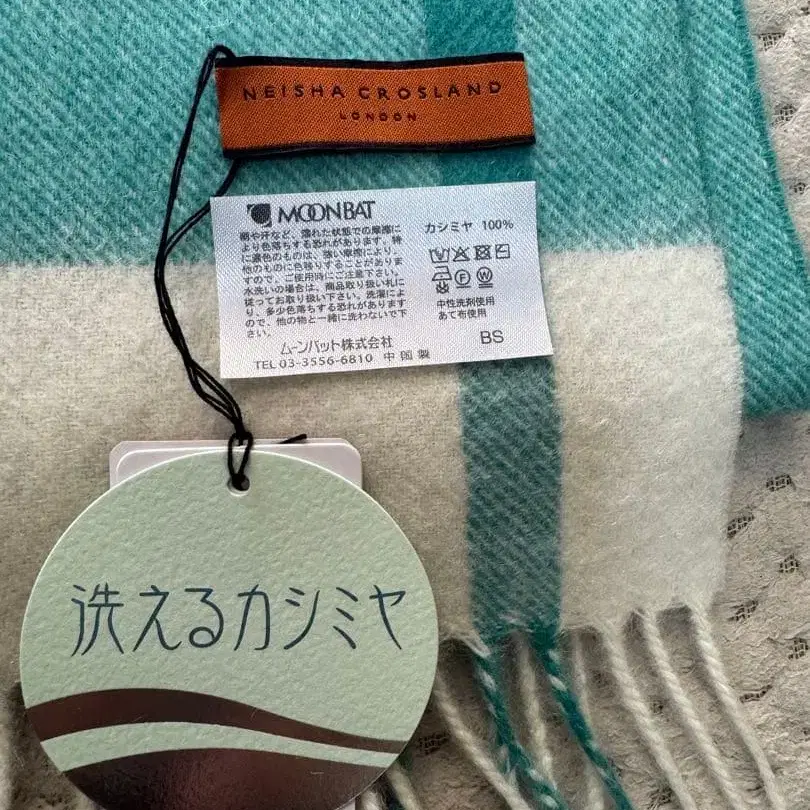 NEISHA CROSLAND
LONDON
MOONBAT
雨や汗など、濡れた状態での摩擦に
より色落ちする恐れがあります。特
に濃色のものは、強い摩擦により、
他のものに色移りすることがありま
すので、ご使用時にご注意下さい。
水洗いの場合は、商品取り扱い札に
従ってお取り扱い下さい。洗濯によ
り、多少色落ちする恐れがあります
ので、他の物と一緒に洗わないで下
さい。
ムーンバット株式会社
TEL 03-3556-6810 中国製
カシミヤ 100%
中性洗剤使用
あて布使用
BS
洗えるカシミヤ